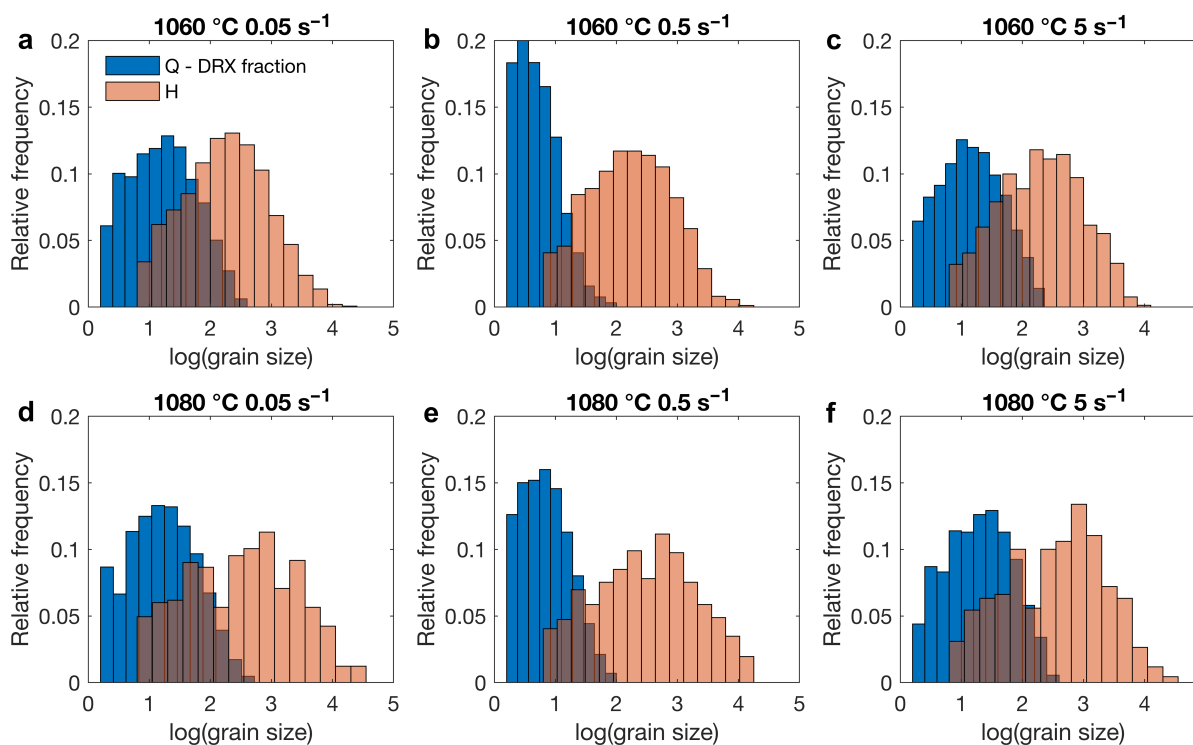 a
1060 °C 0.05 s⁻¹
0.2
0.15
0.1
0.05
0
Relative frequency
Q - DRX fraction
H
0 1 2 3 4 5
log(grain size)
b
1060 °C 0.5 s⁻¹
0.2
0.15
0.1
0.05
0
Relative frequency
0 1 2 3 4 5
log(grain size)
c
1060 °C 5 s⁻¹
0.2
0.15
0.1
0.05
0
Relative frequency
0 1 2 3 4
log(grain size)
d
1080 °C 0.05 s⁻¹
0.2
0.15
0.1
0.05
0
Relative frequency
0 1 2 3 4 5
log(grain size)
e
1080 °C 0.5 s⁻¹
0.2
0.15
0.1
0.05
0
Relative frequency
0 1 2 3 4 5
log(grain size)
f
1080 °C 5 s⁻¹
0.2
0.15
0.1
0.05
0
Relative frequency
0 1 2 3 4
log(grain size)